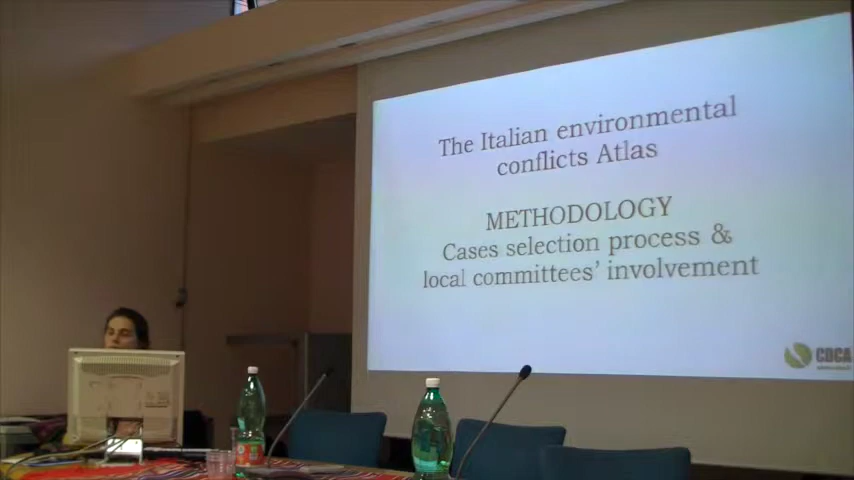 The Italian environmental
conflicts Atlas
METHODOLOGY
Cases selection process &
local committees' involvement
CDCA